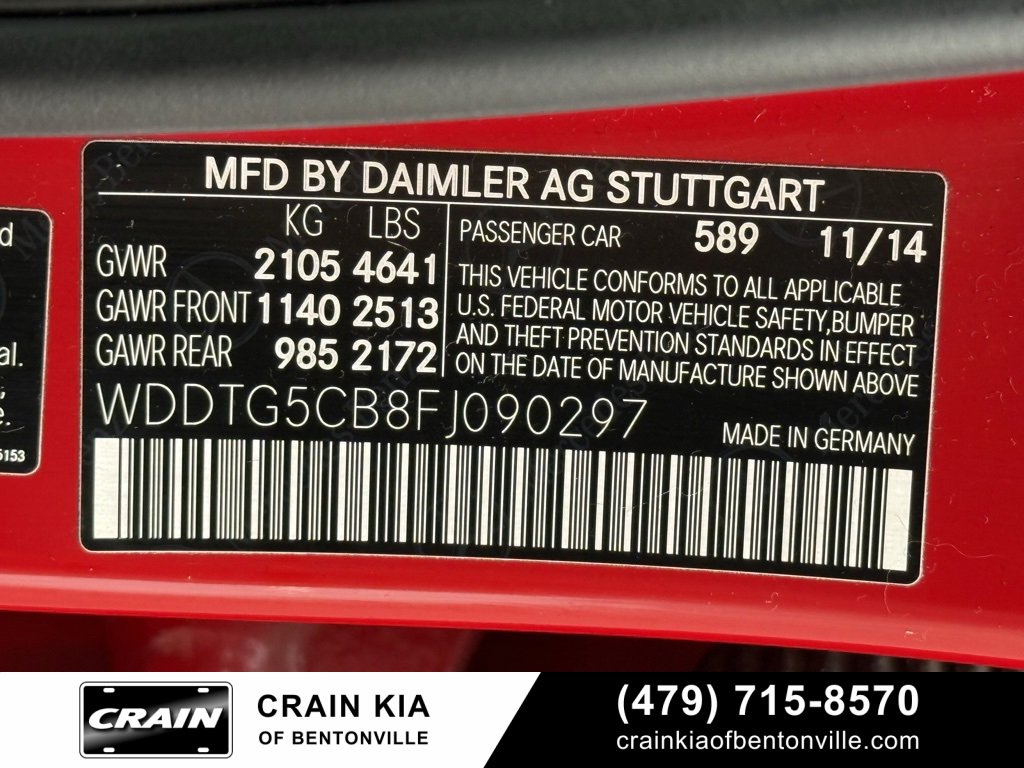 MFD BY DAIMLER AG STUTTGART
KG LBS
GVWR 2105 4641
GAWR FRONT 1140 2513
GAWR REAR 985 2172
PASSENGER CAR 589 11/14
THIS VEHICLE CONFORMS TO ALL APPLICABLE
U.S. FEDERAL MOTOR VEHICLE SAFETY,BUMPER
AND THEFT PREVENTION STANDARDS IN EFFECT
ON THE DATE OF MANUFACTURE SHOWN ABOVE
WDDTG5CB8FJ090297
MADE IN GERMANY
d
al.
5153
CRAIN
CRAIN KIA
OF BENTONVILLE
(479) 715-8570
crainkiaofbentonville.com